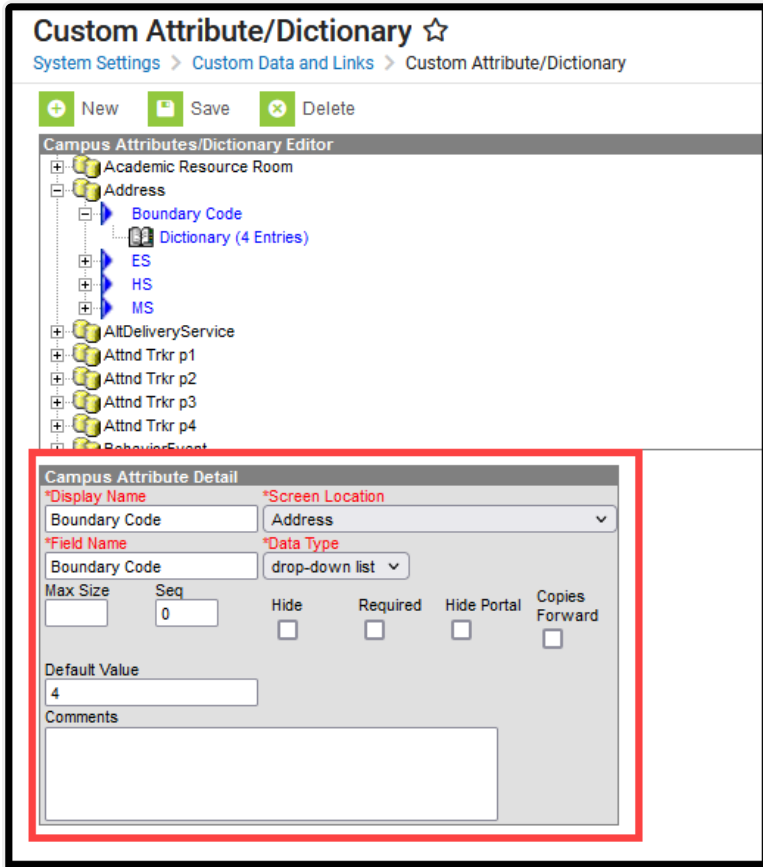 Custom Attribute/Dictionary
System Settings > Custom Data and Links > Custom Attribute/Dictionary
New Save Delete
Campus Attributes/Dictionary Editor
Academic Resource Room
Address
Boundary Code
Dictionary (4 Entries)
ES
HS
MS
AltDeliveryService
Attnd Trkr p1
Attnd Trkr p2
Attnd Trkr p3
Attnd Trkr p4
BehaviorEvent
Campus Attribute Detail
*Display Name *Screen Location
Boundary Code Address
*Field Name *Data Type
Boundary Code drop-down list
Max Size Seq Hide Required Hide Portal Copies Forward
0
Default Value
4
Comments